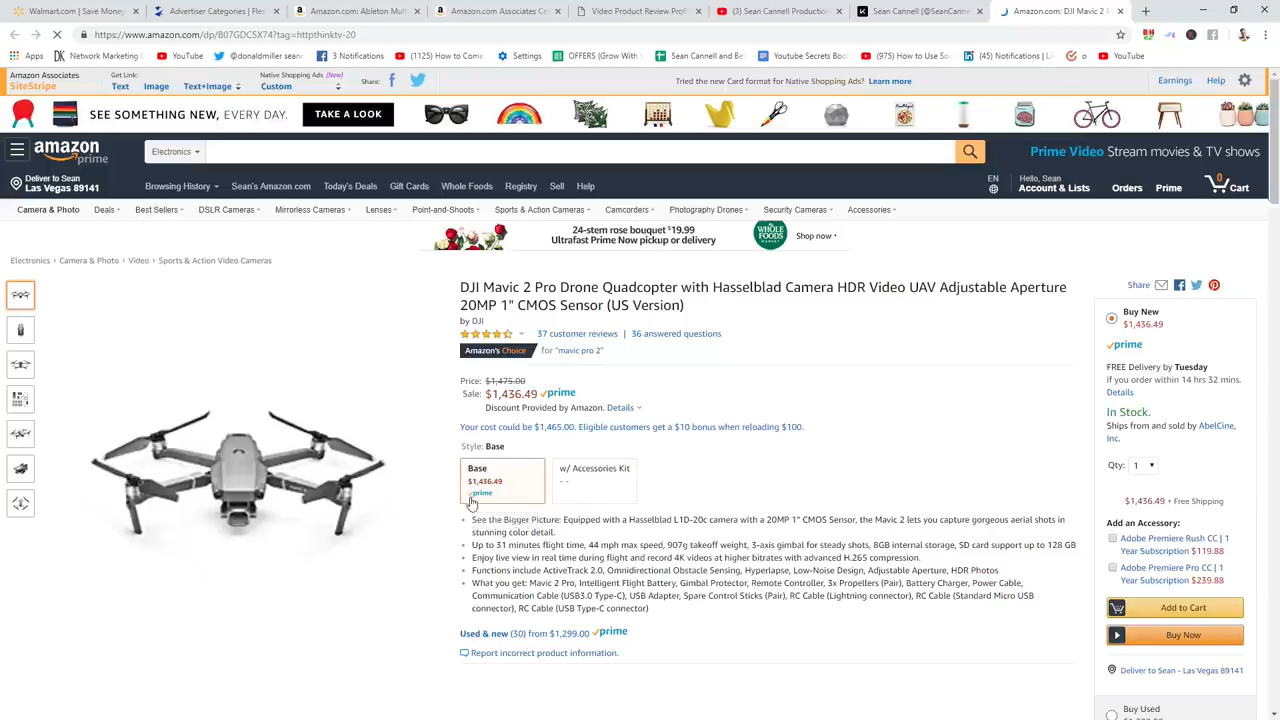 Walmart.com | Save Money
Advertiser Categories | Flex
Amazon.com: Ableton Mult
Amazon.com Associates Cen
Video Product Review Profi
(3) Sean Cannell Production
Sean Cannell (@SeanCannel
Amazon.com: DJI Mavic 2 P
https://www.amazon.com/dp/B07GDC5X74?tag=httpthinktv-20
Apps
Network Marketing
YouTube
@donaldmiller seang
3 Notifications
(1125) How to Come
Settings
OFFERS (Grow With
Sean Cannell and Be
Youtube Secrets Boo
(975) How to Use So
(45) Notifications | Li
o
YouTube
Amazon Associates
SiteStripe
Get Link:
Text
Image
Text+Image
Native Shopping Ads (New)
Custom
Share:
Tried the new Card format for Native Shopping Ads? Learn more
Earnings
Help
SEE SOMETHING NEW, EVERY DAY.
TAKE A LOOK
amazon
prime
Electronics
Prime Video Stream movies & TV shows
Deliver to Sean
Las Vegas 89141
Browsing History
Sean's Amazon.com
Today's Deals
Gift Cards
Whole Foods
Registry
Sell
Help
EN
Hello, Sean
Account & Lists
Orders
Prime
0
Cart
Camera & Photo
Deals
Best Sellers
DSLR Cameras
Mirrorless Cameras
Lenses
Point-and-Shoots
Sports & Action Cameras
Camcorders
Photography Drones
Security Cameras
Accessories
24-stem rose bouquet $19.99
Ultrafast Prime Now pickup or delivery
WHOLE FOODS MARKET
Shop now
Electronics › Camera & Photo › Video › Sports & Action Video Cameras
DJI Mavic 2 Pro Drone Quadcopter with Hasselblad Camera HDR Video UAV Adjustable Aperture
20MP 1" CMOS Sensor (US Version)
by DJI
37 customer reviews | 36 answered questions
Amazon's Choice for "mavic pro 2"
Price: $1,475.00
Sale: $1,436.49 prime
Discount Provided by Amazon. Details
Your cost could be $1,465.00. Eligible customers get a $10 bonus when reloading $100.
Style: Base
Base
$1,436.49
prime
w/ Accessories Kit
- -
• See the Bigger Picture: Equipped with a Hasselblad L1D-20c camera with a 20MP 1" CMOS Sensor, the Mavic 2 lets you capture gorgeous aerial shots in
stunning color detail.
• Up to 31 minutes flight time, 44 mph max speed, 907g takeoff weight, 3-axis gimbal for steady shots, 8GB internal storage, SD card support up to 128 GB
• Enjoy live view in real time during flight and record 4K videos at higher bitrates with advanced H.265 compression.
• Functions include ActiveTrack 2.0, Omnidirectional Obstacle Sensing, Hyperlapse, Low-Noise Design, Adjustable Aperture, HDR Photos
• What you get: Mavic 2 Pro, Intelligent Flight Battery, Gimbal Protector, Remote Controller, 3x Propellers (Pair), Battery Charger, Power Cable,
Communication Cable (USB3.0 Type-C), USB Adapter, Spare Control Sticks (Pair), RC Cable (Lightning connector), RC Cable (Standard Micro USB
connector), RC Cable (USB Type-C connector)
Used & new (30) from $1,299.00 prime
Report incorrect product information.
Share
Buy New
$1,436.49
prime
FREE Delivery by Tuesday
if you order within 14 hrs 32 mins.
Details
In Stock.
Ships from and sold by AbelCine,
Inc.
Qty: 1
$1,436.49 + Free Shipping
Add an Accessory:
Adobe Premiere Rush CC | 1
Year Subscription $119.88
Adobe Premiere Pro CC | 1
Year Subscription $239.88
Add to Cart
Buy Now
Deliver to Sean - Las Vegas 89141
Buy Used